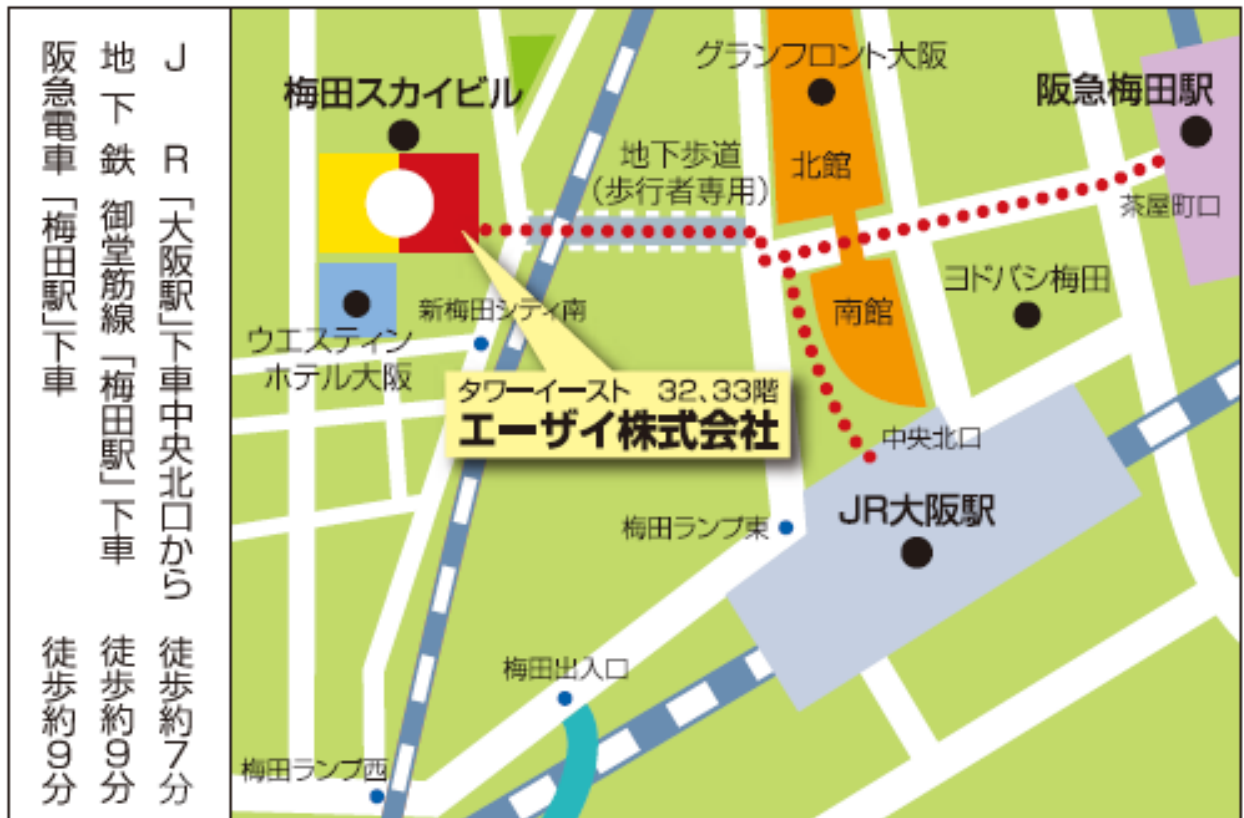 JR「大阪駅」下車中央北口から 徒歩約7分
地下鉄 御堂筋線「梅田駅」下車 徒歩約9分
阪急電車「梅田駅」下車 徒歩約9分
グランフロント大阪
梅田スカイビル
阪急梅田駅
地下歩道
(歩行者専用)
北館
茶屋町口
ヨドバシ梅田
新梅田シティ南
南館
ウエスティン
ホテル大阪
タワーイースト 32、33階
エーザイ株式会社
中央北口
JR大阪駅
梅田ランプ東
梅田出入口
梅田ランプ西